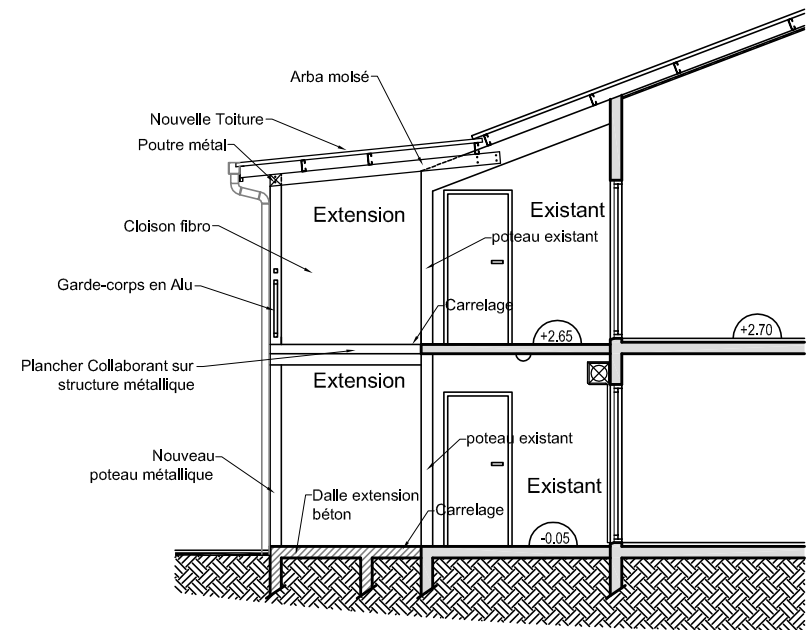 Arba molsé
Nouvelle Toiture
Poutre métal
Extension
Existant
Cloison fibro
poteau existant
Garde-corps en Alu
Carrelage
+2.65
+2.70
Plancher Collaborant sur
structure métallique
Extension
poteau existant
Nouveau
poteau métallique
Existant
Dalle extension
béton
Carrelage
-0.05